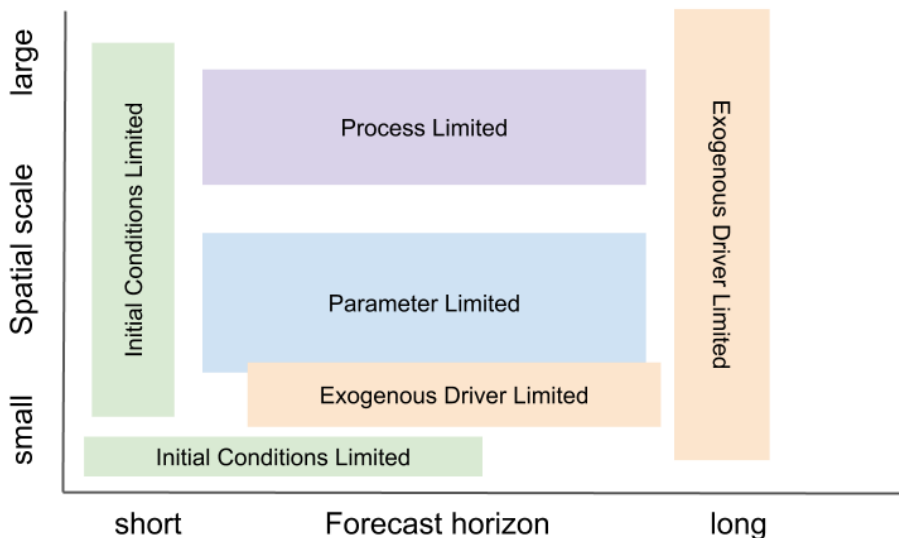 large
Spatial scale
small
Initial Conditions Limited
Process Limited
Parameter Limited
Exogenous Driver Limited
Initial Conditions Limited
Exogenous Driver Limited
short
Forecast horizon
long